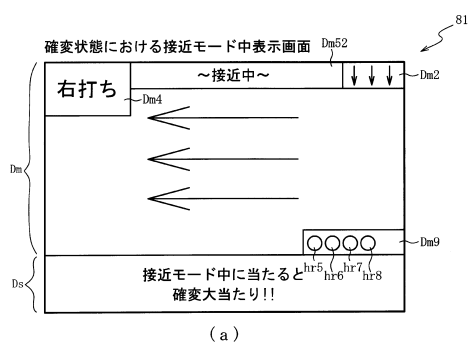 81
確変状態における接近モード中表示画面
Dm52
右打ち
～接近中～
Dm2
Dm4
Dm
Dm9
hr5
hr6
hr7
hr8
Ds
接近モード中に当たると
確変大当たり!!
(a)